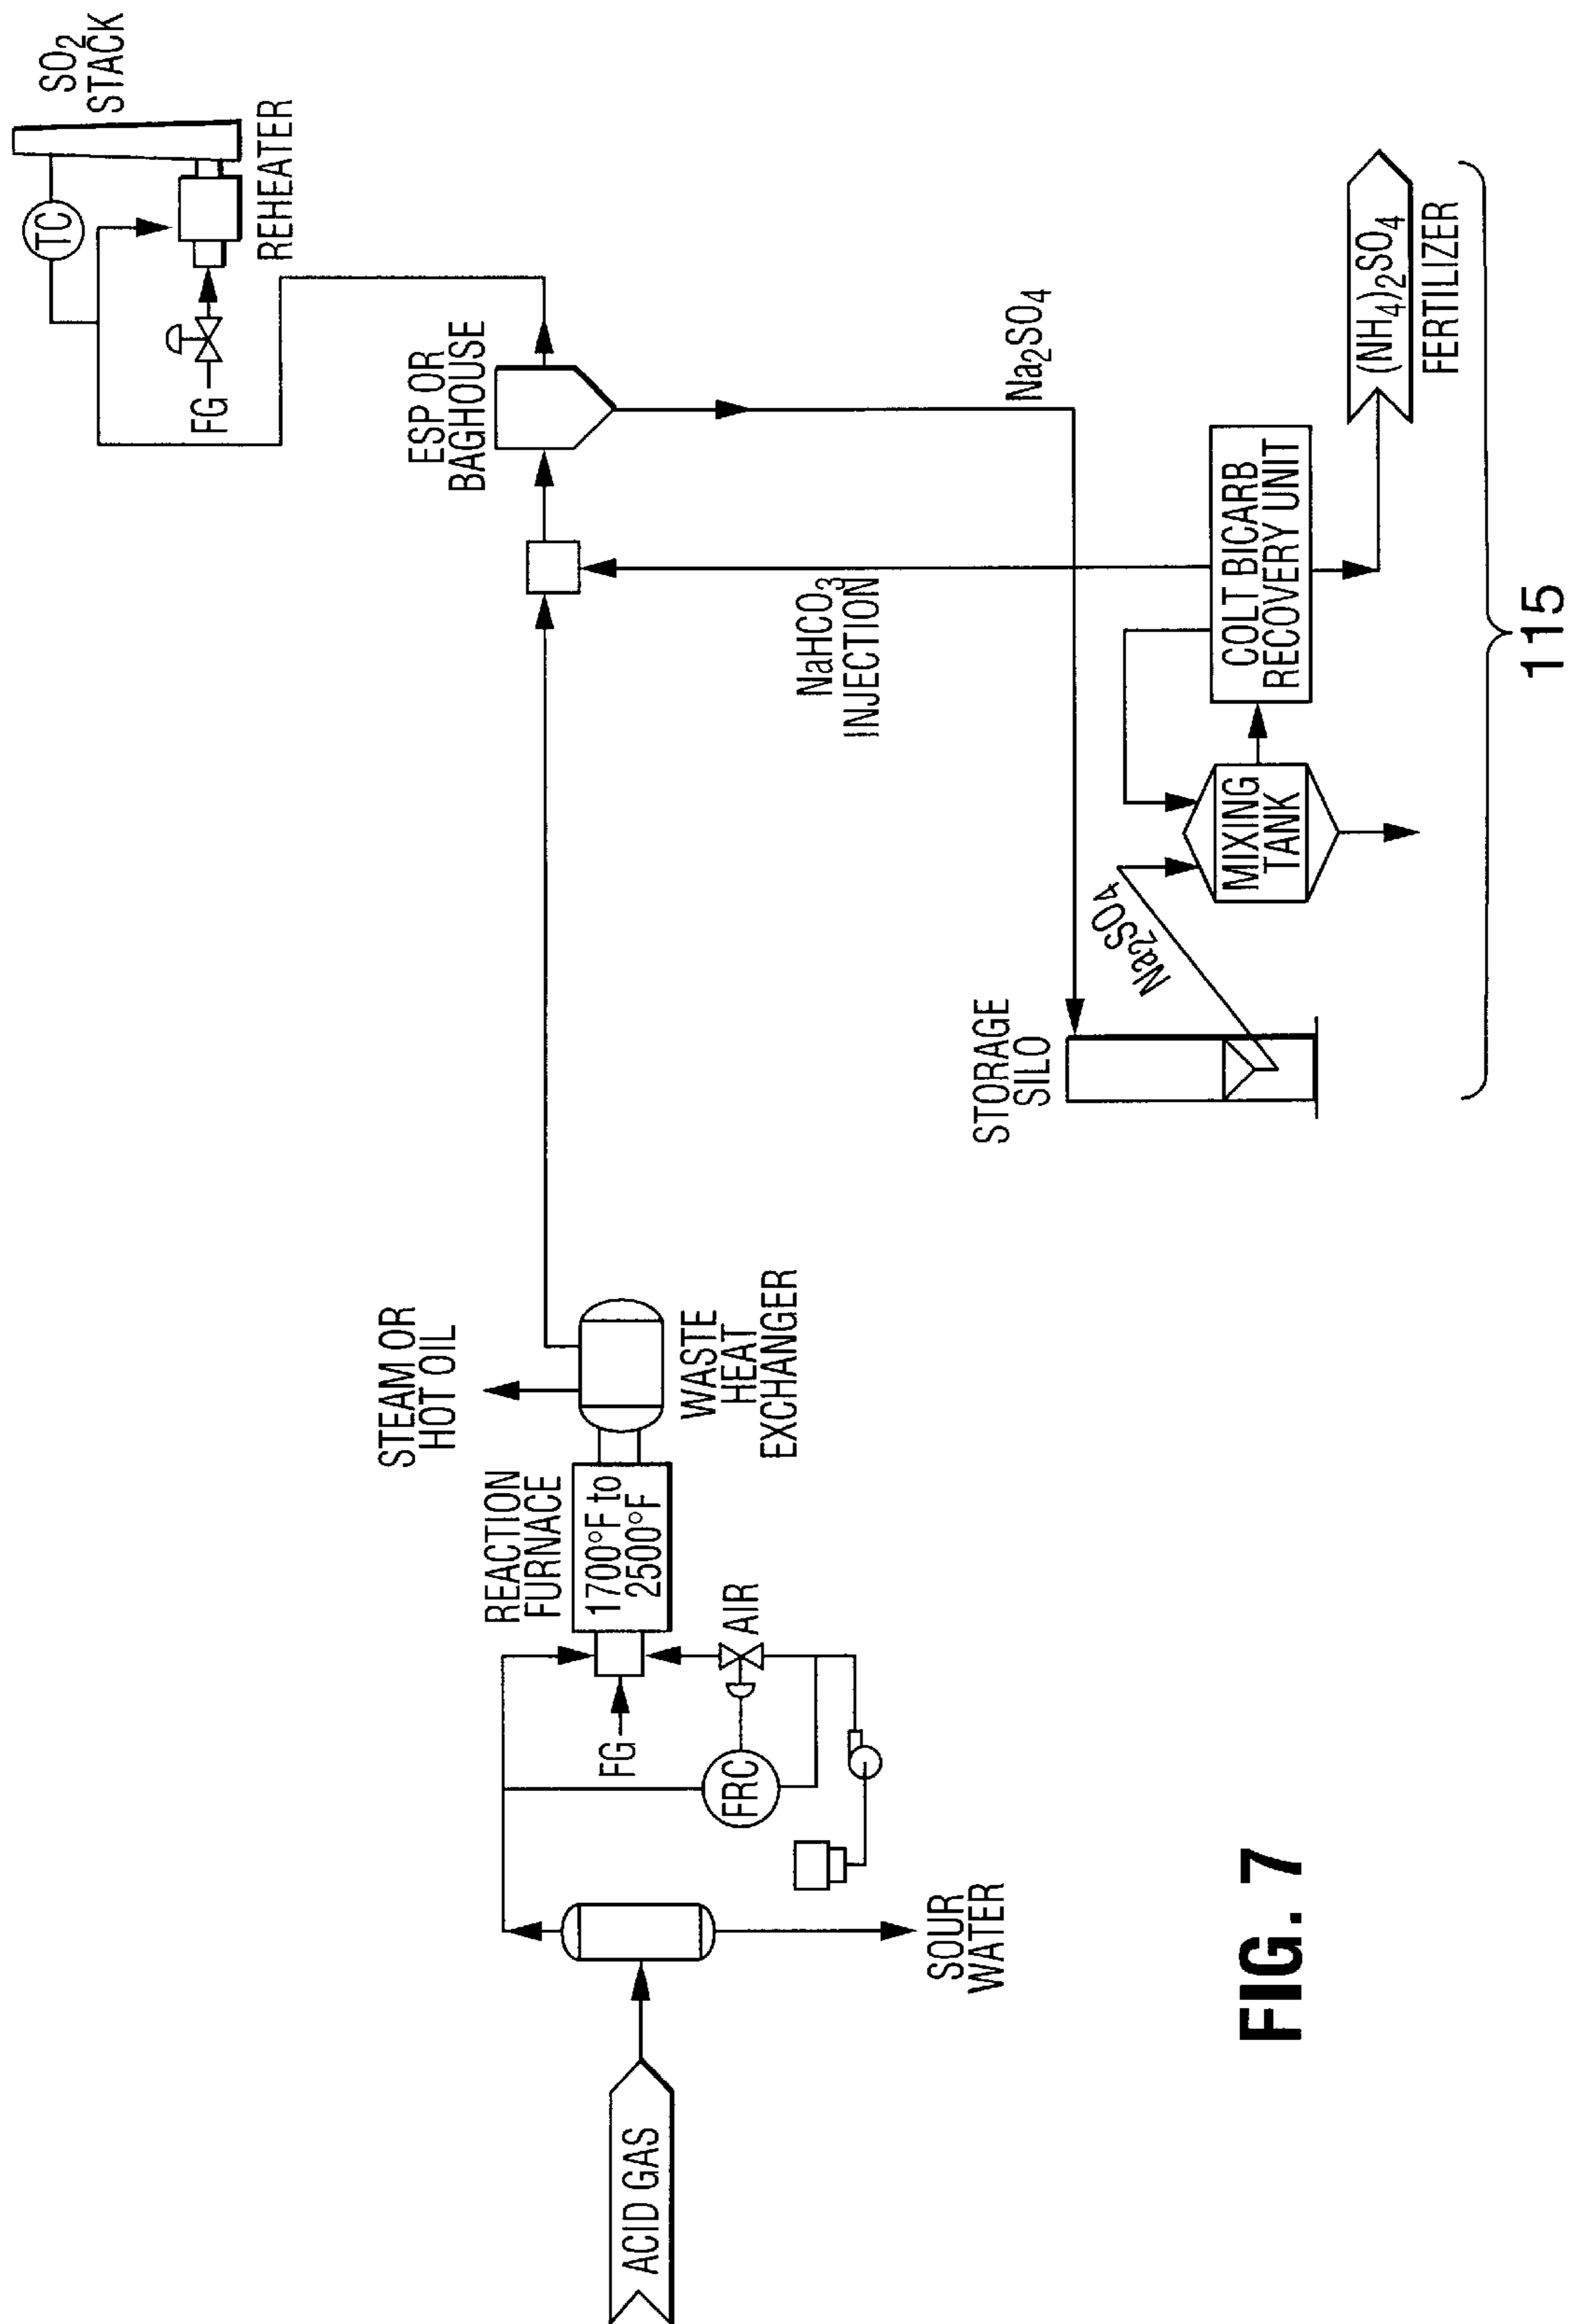 ACID GAS
SOUR
WATER
FRC
FG
AIR
REACTION
FURNACE
1700°F to
2500°F
STEAM OR
HOT OIL
WASTE
HEAT
EXCHANGER
NaHCO3
INJECTION
ESP OR
BAGHOUSE
FG
TC
REHEATER
SO2
STACK
Na2SO4
STORAGE
SILO
Na2SO4
MIXING
TANK
COLT BICARB
RECOVERY UNIT
(NH4)2SO4
FERTILIZER
115
FIG. 7